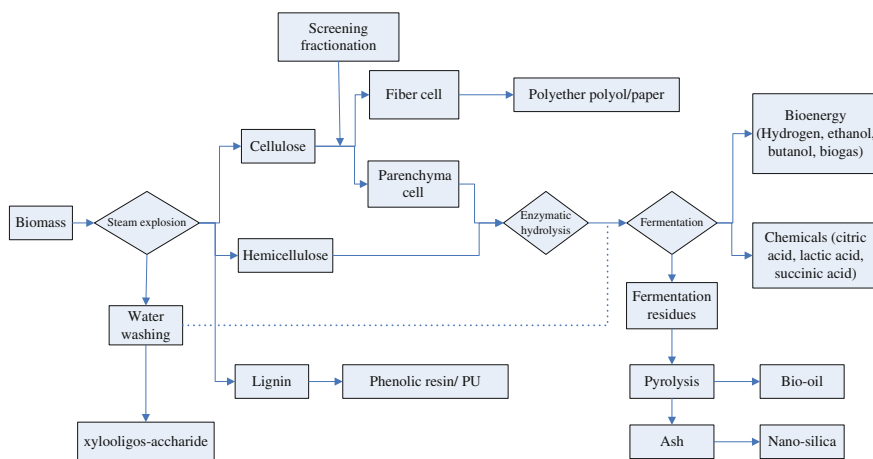 Screening
fractionation
Fiber cell
Polyether polyol/paper
Bioenergy
(Hydrogen, ethanol,
butanol, biogas)
Cellulose
Parenchyma
cell
Biomass
Steam explosion
Enzymatic
hydrolysis
Fermentation
Hemicellulose
Chemicals (citric
acid, lactic acid,
succinic acid)
Water
washing
Fermentation
residues
Lignin
Phenolic resin/ PU
Pyrolysis
Bio-oil
xylooligos-accharide
Ash
Nano-silica